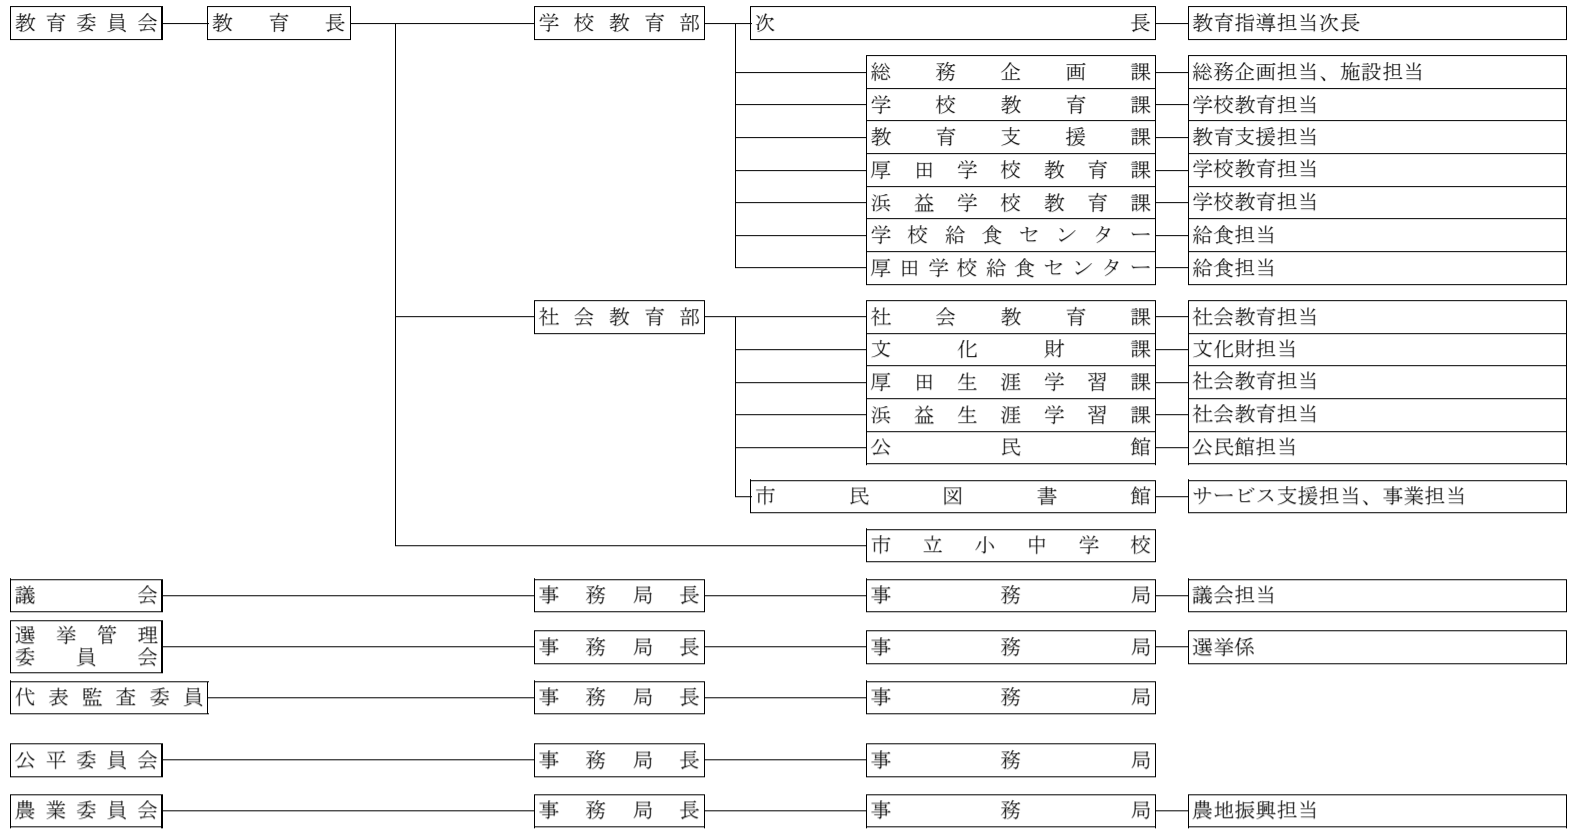 教育委員会 教育長 学校教育部 次長 教育指導担当次長
総務企画課 総務企画担当、施設担当
学校教育課 学校教育担当
教育支援課 教育支援担当
厚田学校教育課 学校教育担当
浜益学校教育課 学校教育担当
学校給食センター 給食担当
厚田学校給食センター 給食担当
社会教育部 社会教育課 社会教育担当
文化財課 文化財担当
厚田生涯学習課 社会教育担当
浜益生涯学習課 社会教育担当
公民館 公民館担当
市民図書館 サービス支援担当、事業担当
市立小中学校
議会 事務局長 事務局 議会担当
選挙管理
委員会 事務局長 事務局 選挙係
代表監査委員 事務局長 事務局
公平委員会 事務局長 事務局
農業委員会 事務局長 事務局 農地振興担当